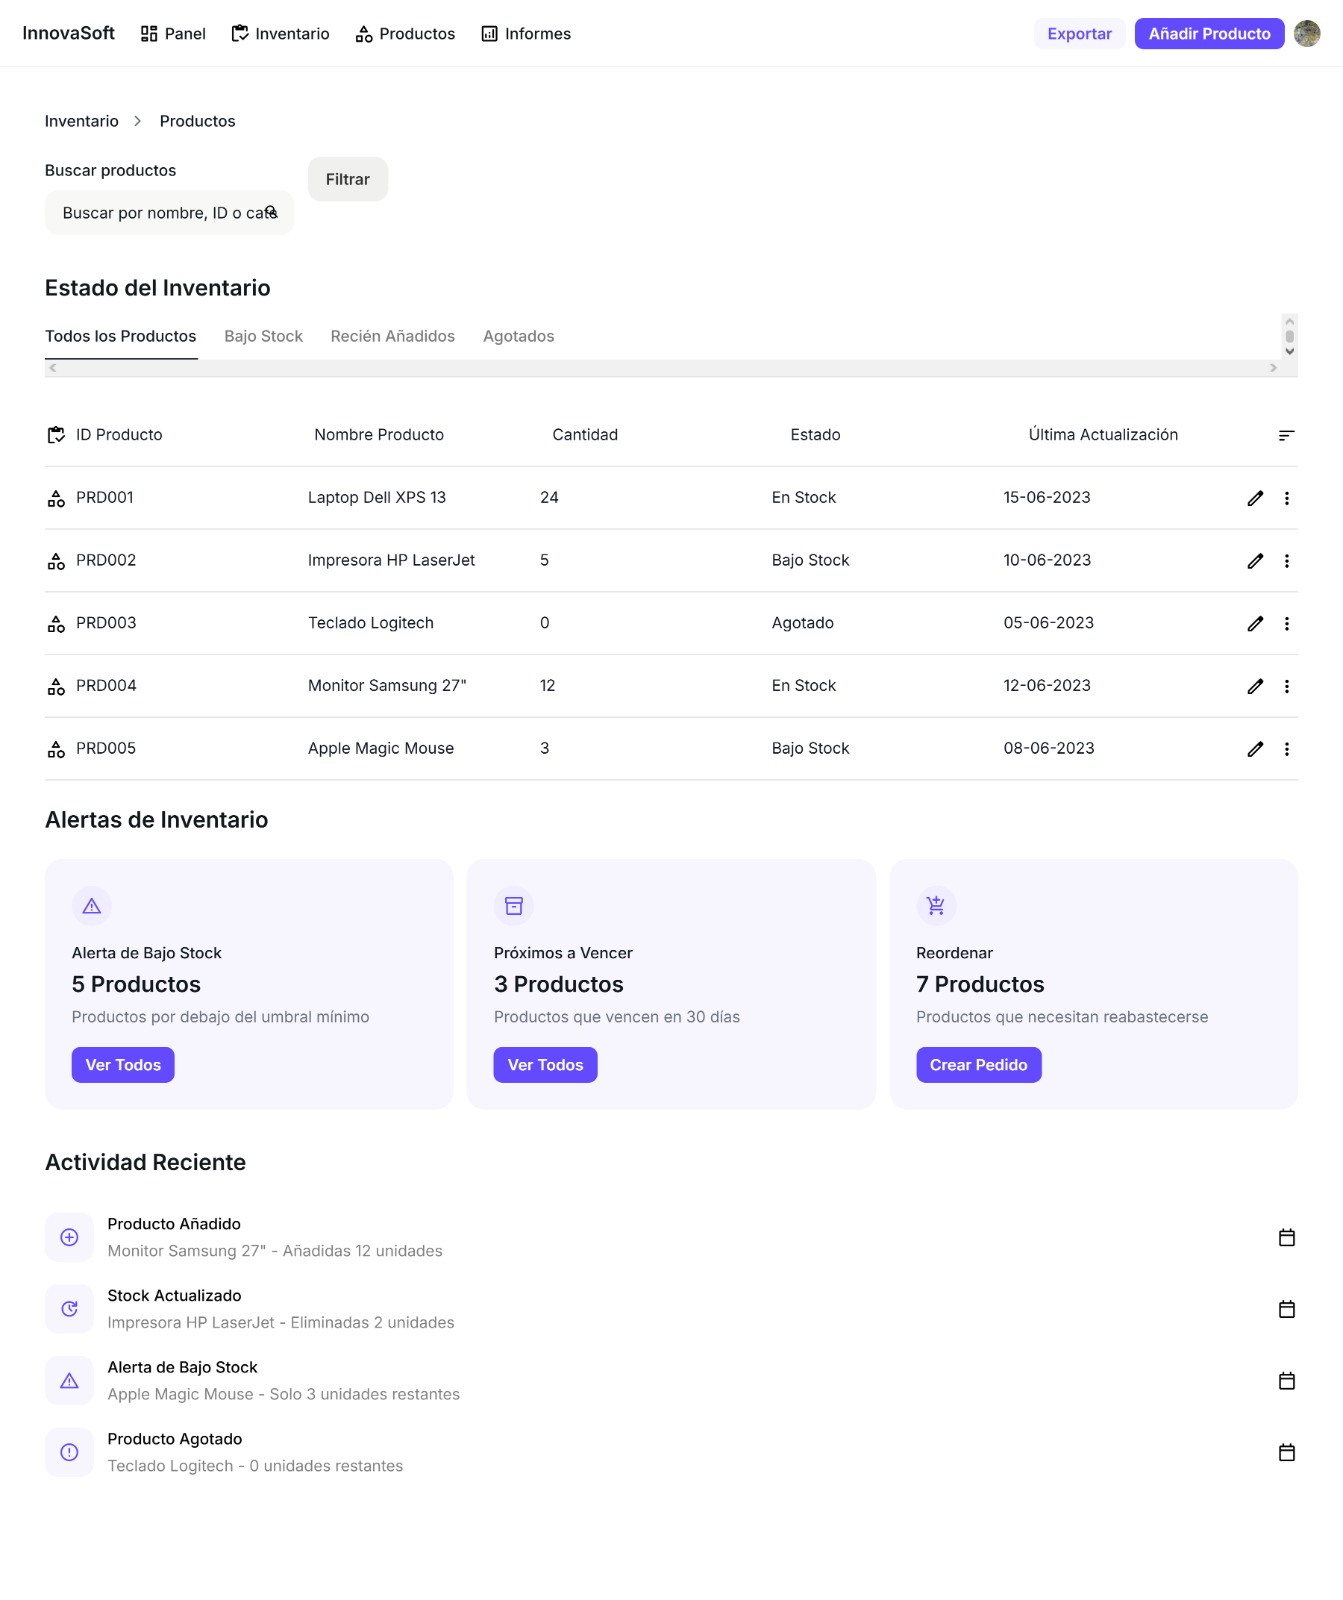 InnovaSoft Panel Inventario Productos Informes Exportar Añadir Producto
Inventario Productos
Buscar productos
Filtrar
Buscar por nombre, ID o cate
Estado del Inventario
Todos los Productos Bajo Stock Recién Añadidos Agotados
ID Producto Nombre Producto Cantidad Estado Última Actualización
PRD001 Laptop Dell XPS 13 24 En Stock 15-06-2023
PRD002 Impresora HP LaserJet 5 Bajo Stock 10-06-2023
PRD003 Teclado Logitech 0 Agotado 05-06-2023
PRD004 Monitor Samsung 27" 12 En Stock 12-06-2023
PRD005 Apple Magic Mouse 3 Bajo Stock 08-06-2023
Alertas de Inventario
Alerta de Bajo Stock
5 Productos
Productos por debajo del umbral mínimo
Ver Todos
Próximos a Vencer
3 Productos
Productos que vencen en 30 días
Ver Todos
Reordenar
7 Productos
Productos que necesitan reabastecerse
Crear Pedido
Actividad Reciente
Producto Añadido
Monitor Samsung 27" - Añadidas 12 unidades
Stock Actualizado
Impresora HP LaserJet - Eliminadas 2 unidades
Alerta de Bajo Stock
Apple Magic Mouse - Solo 3 unidades restantes
Producto Agotado
Teclado Logitech - 0 unidades restantes